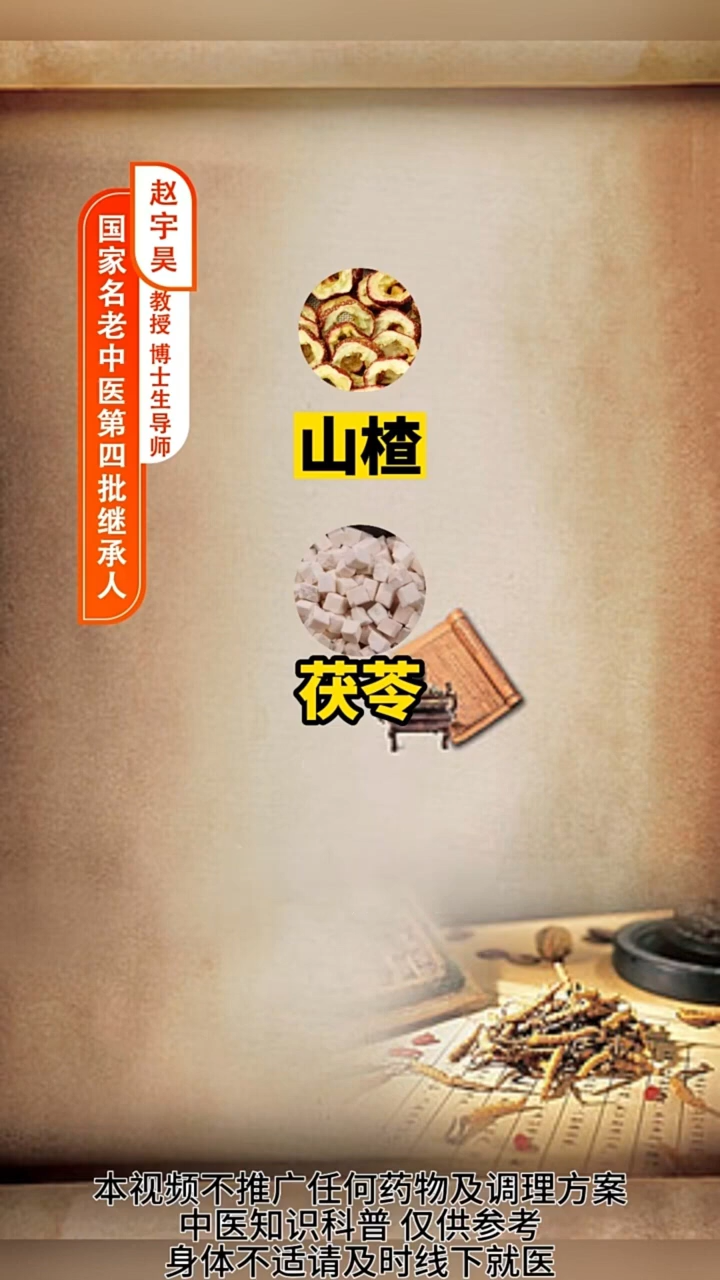 赵宇昊
教授 博士生导师
国家名老中医第四批继承人
山楂
茯苓
本视频不推广任何药物及调理方案
中医知识科普 仅供参考
身体不适请及时线下就医